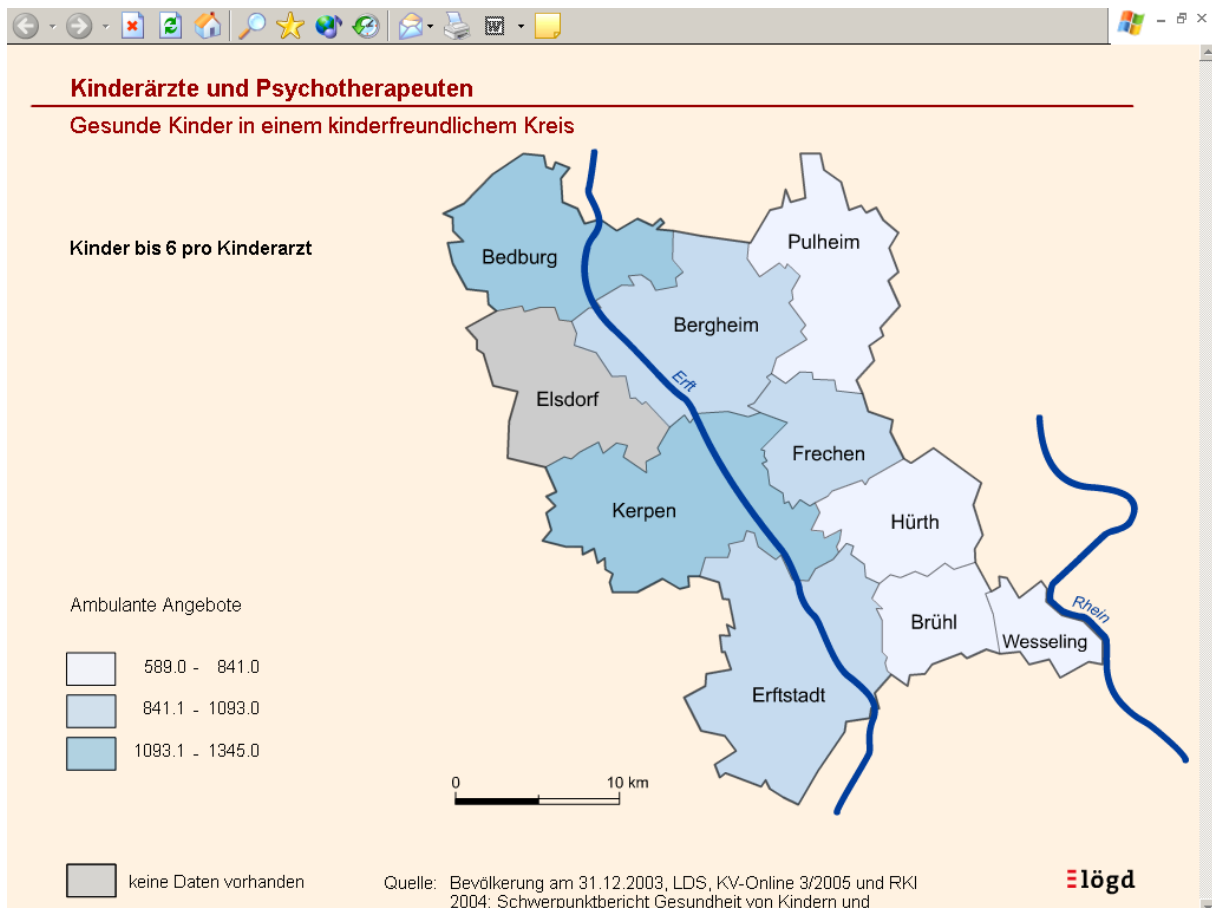 Kinderärzte und Psychotherapeuten
Gesunde Kinder in einem kinderfreundlichem Kreis
Kinder bis 6 pro Kinderarzt
Pulheim
Bedburg
Bergheim
Erft
Elsdorf
Frechen
Kerpen
Hürth
Rhein
Brühl
Wesseling
Erftstadt
Ambulante Angebote
589.0 - 841.0
841.1 - 1093.0
1093.1 - 1345.0
0 10 km
keine Daten vorhanden
Quelle: Bevölkerung am 31.12.2003, LDS, KV-Online 3/2005 und RKI
2004: Schwerpunktbericht Gesundheit von Kindern und
lögd